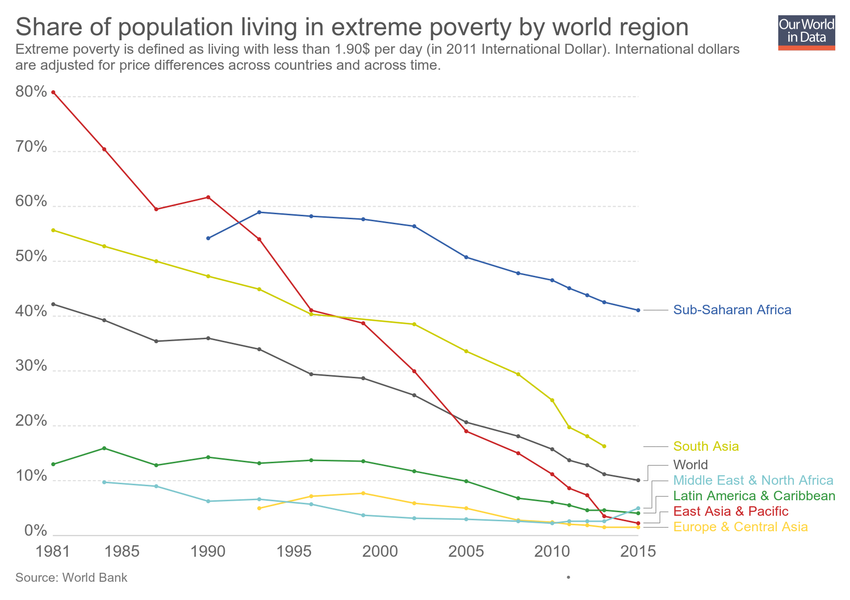 Share of population living in extreme poverty by world region
Our World
in Data
Extreme poverty is defined as living with less than 1.90$ per day (in 2011 International Dollar). International dollars
are adjusted for price differences across countries and across time.
80%
70%
60%
50%
40%
30%
20%
10%
0%
Sub-Saharan Africa
South Asia
World
Middle East & North Africa
Latin America & Caribbean
East Asia & Pacific
Europe & Central Asia
1981 1985 1990 1995 2000 2005 2010 2015
Source: World Bank